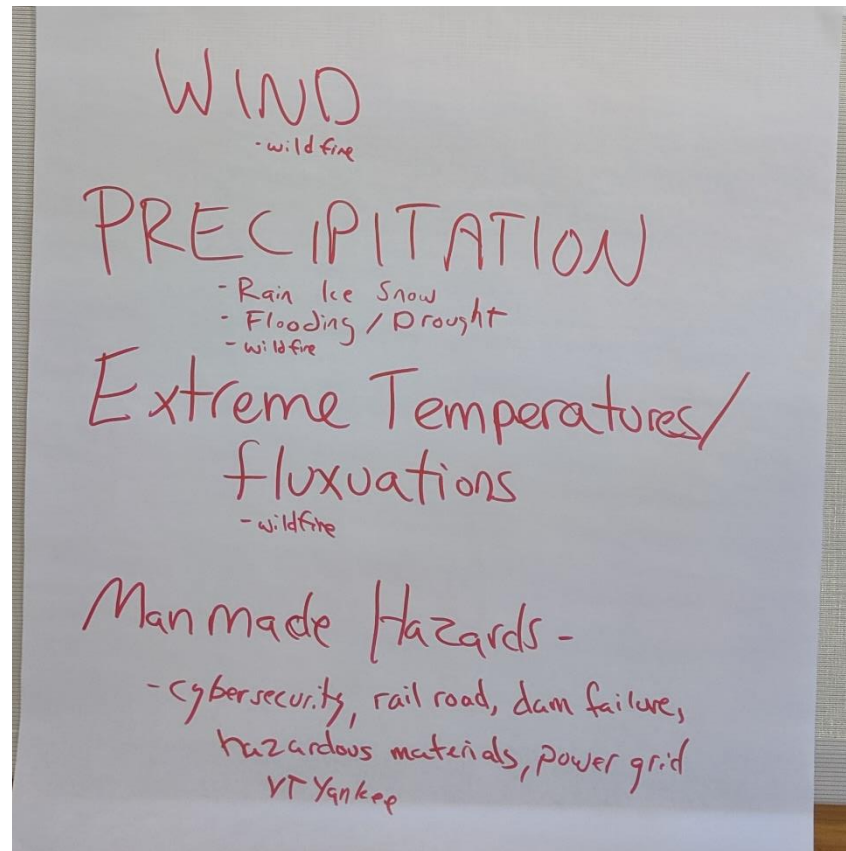 WIND
- wildfire
PRECIPITATION
- Rain Ice Snow
- Flooding / Drought
- wildfire
Extreme Temperatures/
fluxuations
- wildfire
Manmade Hazards -
- cybersecurity, rail road, dam failure,
hazardous materials, power grid
VT Yankee